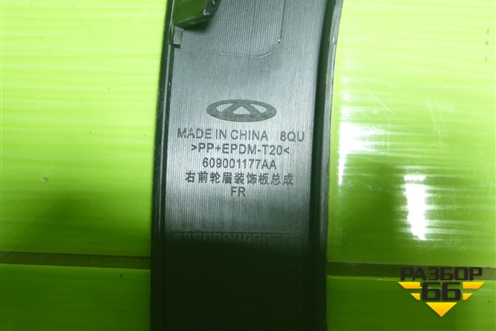 MADE IN CHINA 8QU
>PP+EPDM-T20<
609001177AA
右前轮眉装饰板总成
FR
РАЗБОР
66